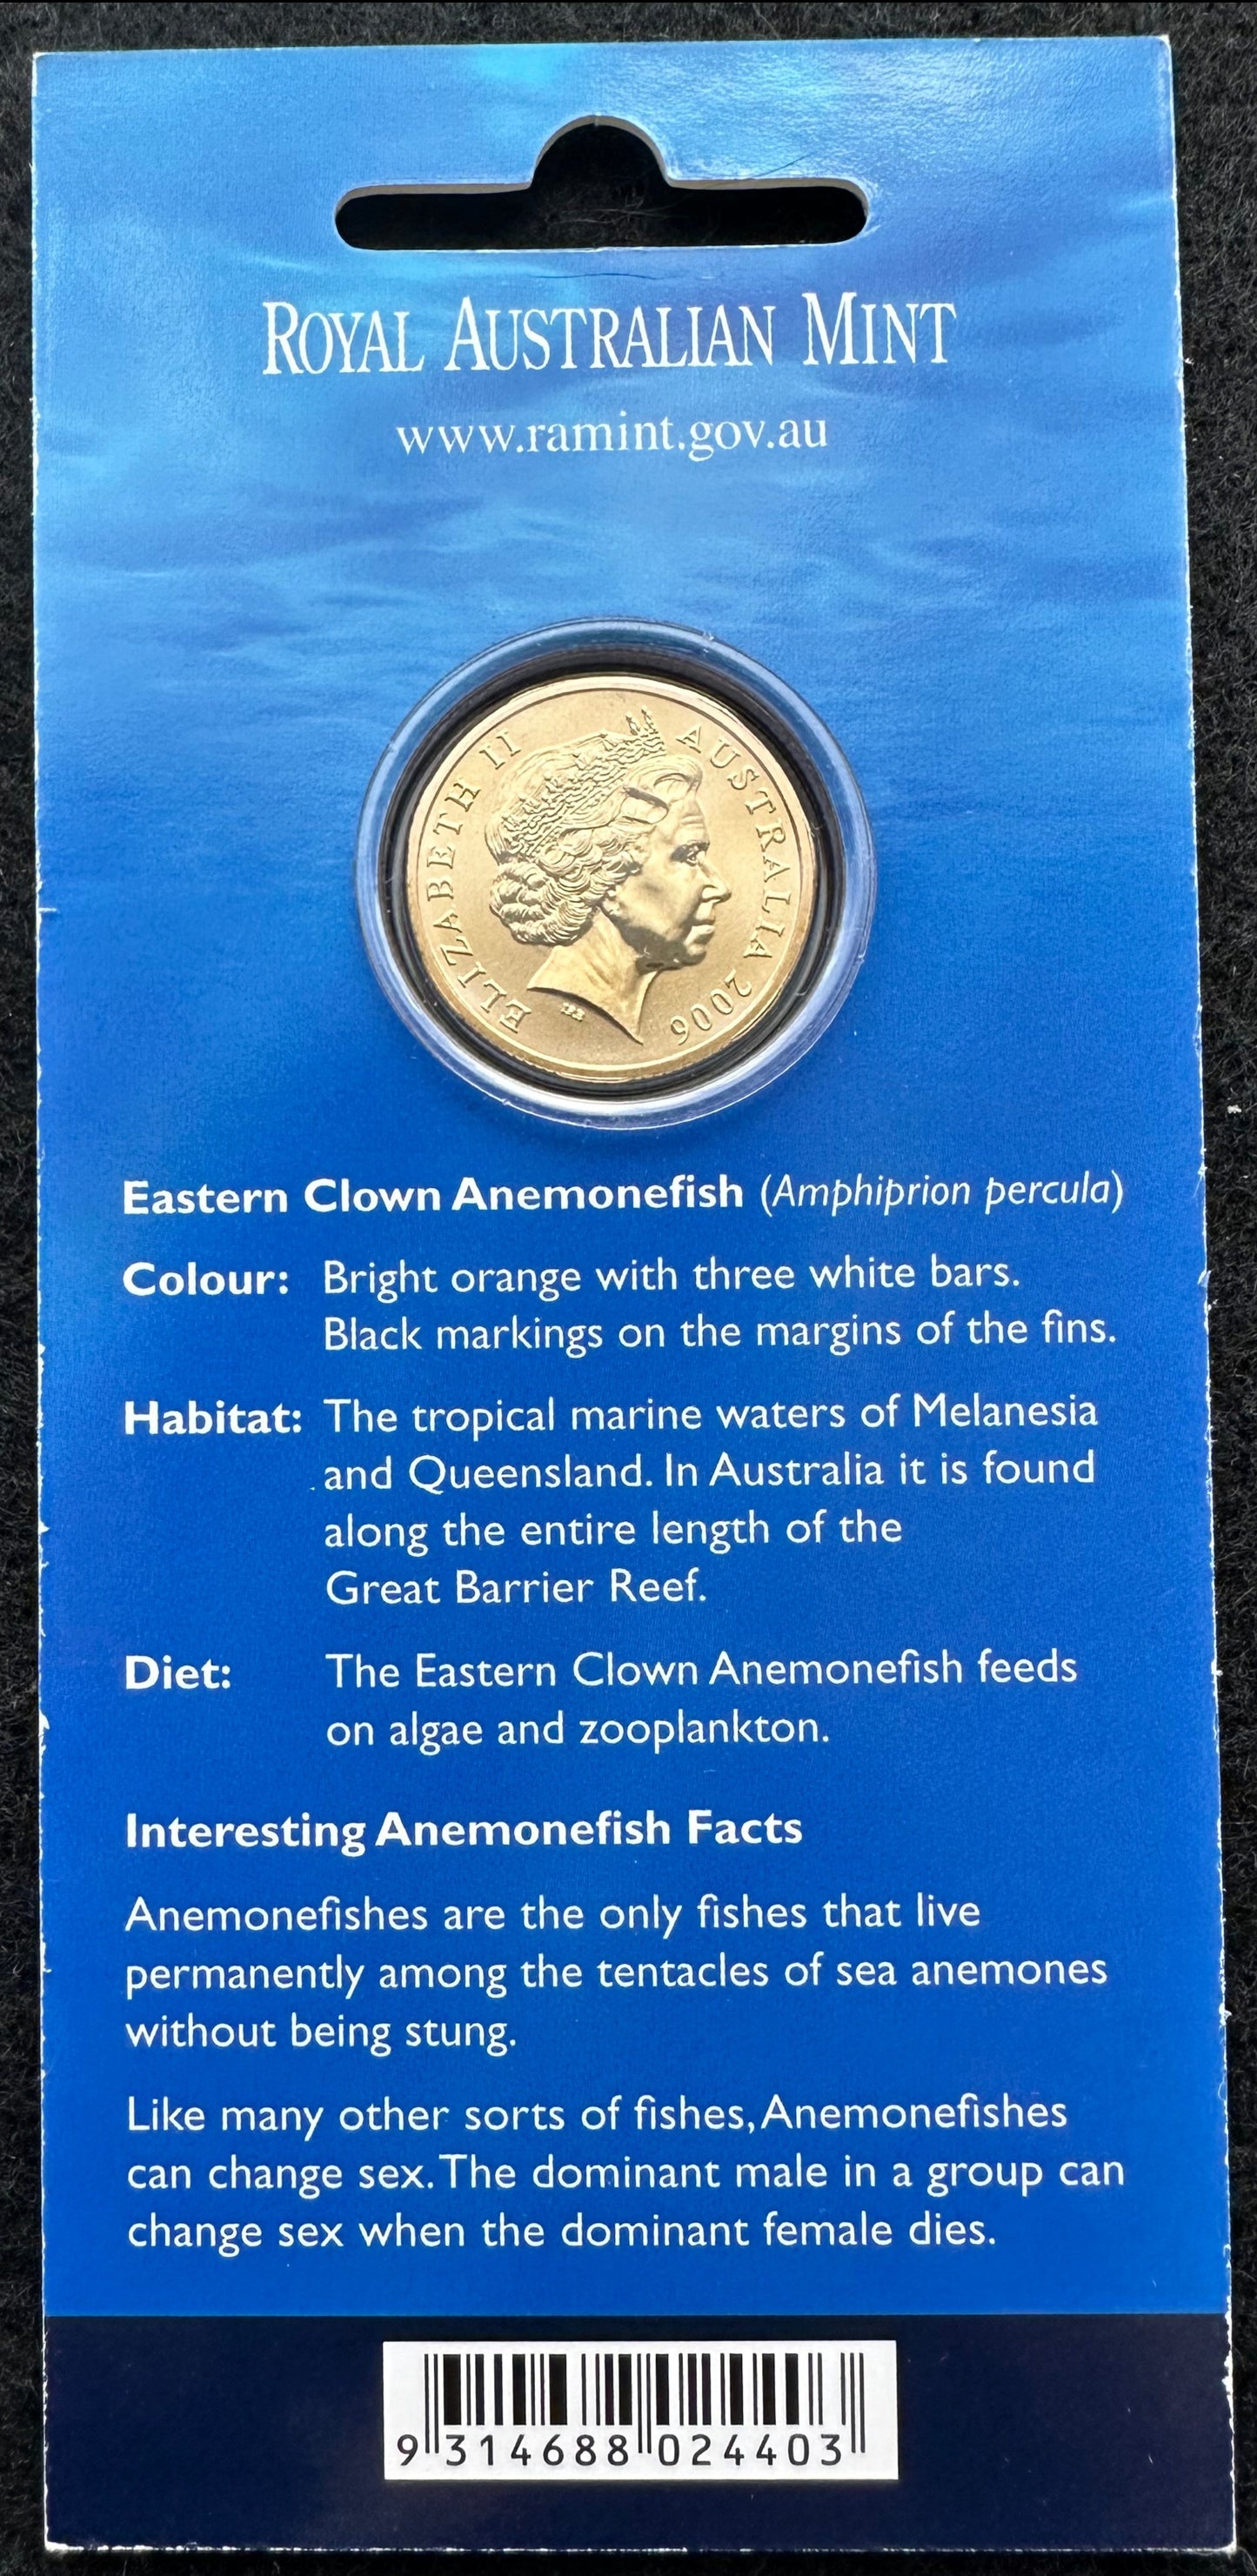 ROYAL AUSTRALIAN MINT
www.ramint.gov.au
ELIZABETH II AUSTRALIA 2006
Eastern Clown Anemonefish (Amphiprion percula)
Colour: Bright orange with three white bars.
Black markings on the margins of the fins.
Habitat: The tropical marine waters of Melanesia
and Queensland. In Australia it is found
along the entire length of the
Great Barrier Reef.
Diet: The Eastern Clown Anemonefish feeds
on algae and zooplankton.
Interesting Anemonefish Facts
Anemonefishes are the only fishes that live
permanently among the tentacles of sea anemones
without being stung.
Like many other sorts of fishes, Anemonefishes
can change sex. The dominant male in a group can
change sex when the dominant female dies.
9 314688 024403